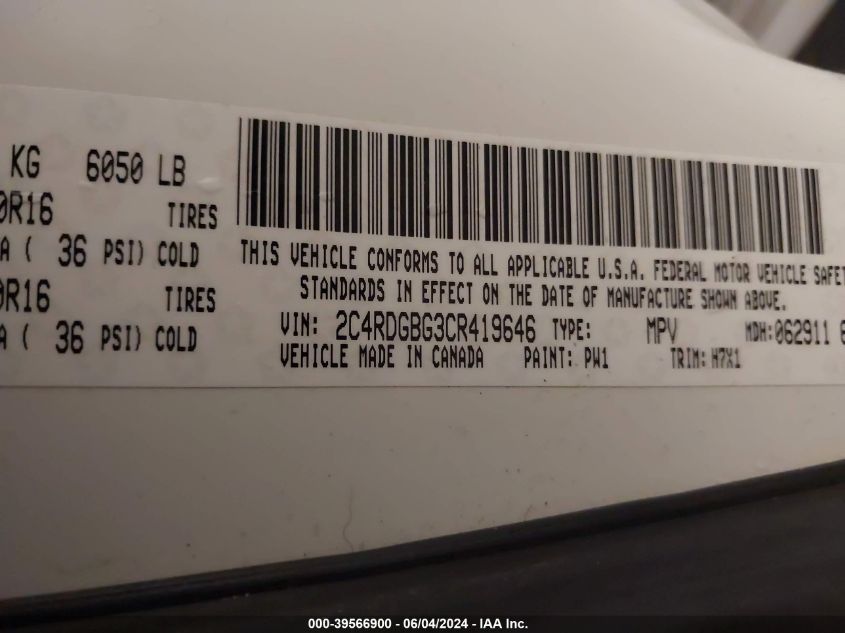 KG 6050 LB
0R16 TIRES
A ( 36 PSI) COLD
0R16 TIRES
A ( 36 PSI) COLD
THIS VEHICLE CONFORMS TO ALL APPLICABLE U.S.A. FEDERAL MOTOR VEHICLE SAFET
STANDARDS IN EFFECT ON THE DATE OF MANUFACTURE SHOWN ABOVE.
VIN: 2C4RDGBG3CR419646 TYPE: MPV MDH:062911 6
VEHICLE MADE IN CANADA PAINT: PW1 TRIM: H7X1
000-39566900 - 06/04/2024 - IAA Inc.